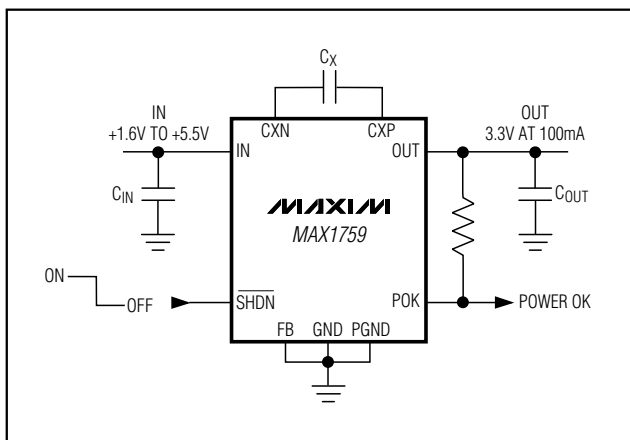 Cx
IN
+1.6V TO +5.5V
OUT
3.3V AT 100mA
CXN
CXP
IN
OUT
CIN
MAXIM
MAX1759
COUT
ON
OFF
SHDN
POK
POWER OK
FB
GND
PGND